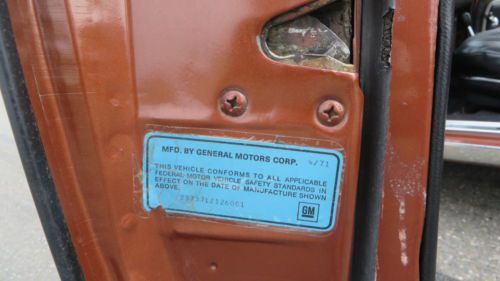 MFD. BY GENERAL MOTORS CORP. 4/71
THIS VEHICLE CONFORMS TO ALL APPLICABLE
FEDERAL MOTOR VEHICLE SAFETY STANDARDS IN
EFFECT ON THE DATE OF MANUFACTURE SHOWN
ABOVE.
GM